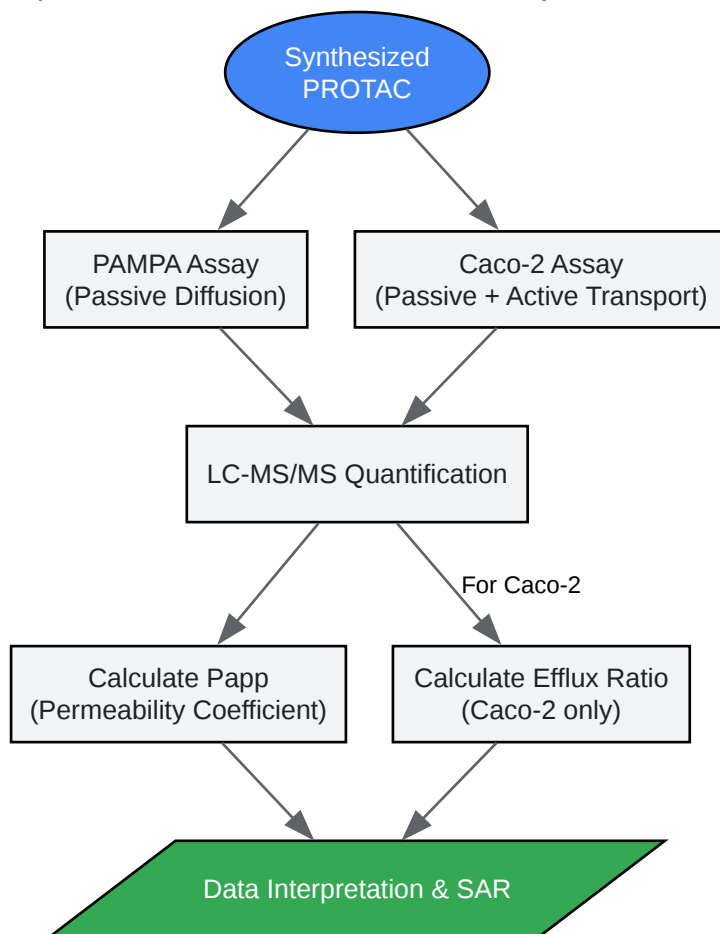 Synthesized
PROTAC
PAMPA Assay
(Passive Diffusion)
Caco-2 Assay
(Passive + Active Transport)
LC-MS/MS Quantification
For Caco-2
Calculate Papp
(Permeability Coefficient)
Calculate Efflux Ratio
(Caco-2 only)
Data Interpretation & SAR